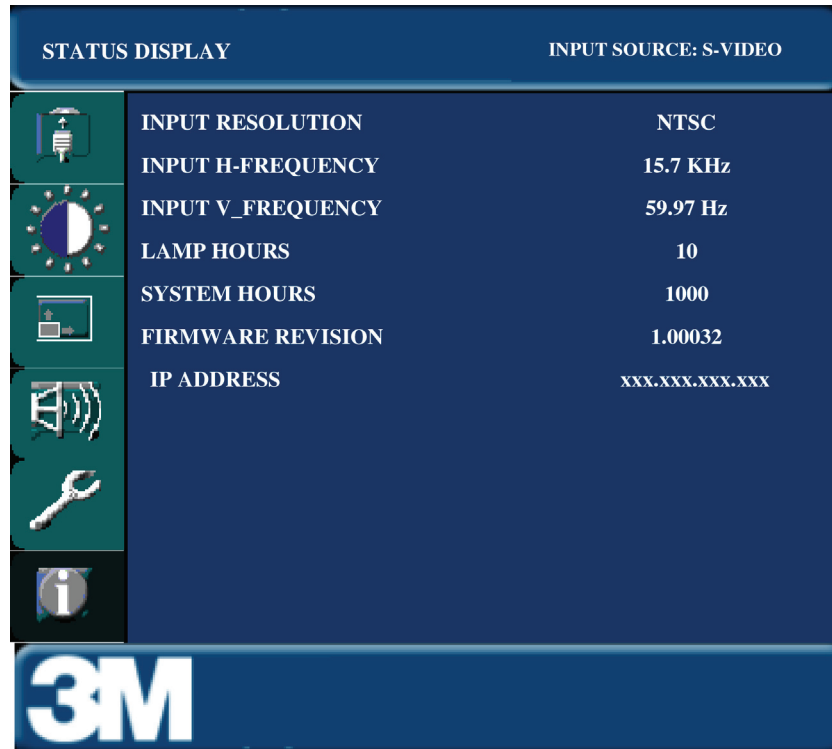 STATUS DISPLAY INPUT SOURCE: S-VIDEO
INPUT RESOLUTION NTSC
INPUT H-FREQUENCY 15.7 KHz
INPUT V_FREQUENCY 59.97 Hz
LAMP HOURS 10
SYSTEM HOURS 1000
FIRMWARE REVISION 1.00032
IP ADDRESS xxx.xxx.xxx.xxx
i
3M